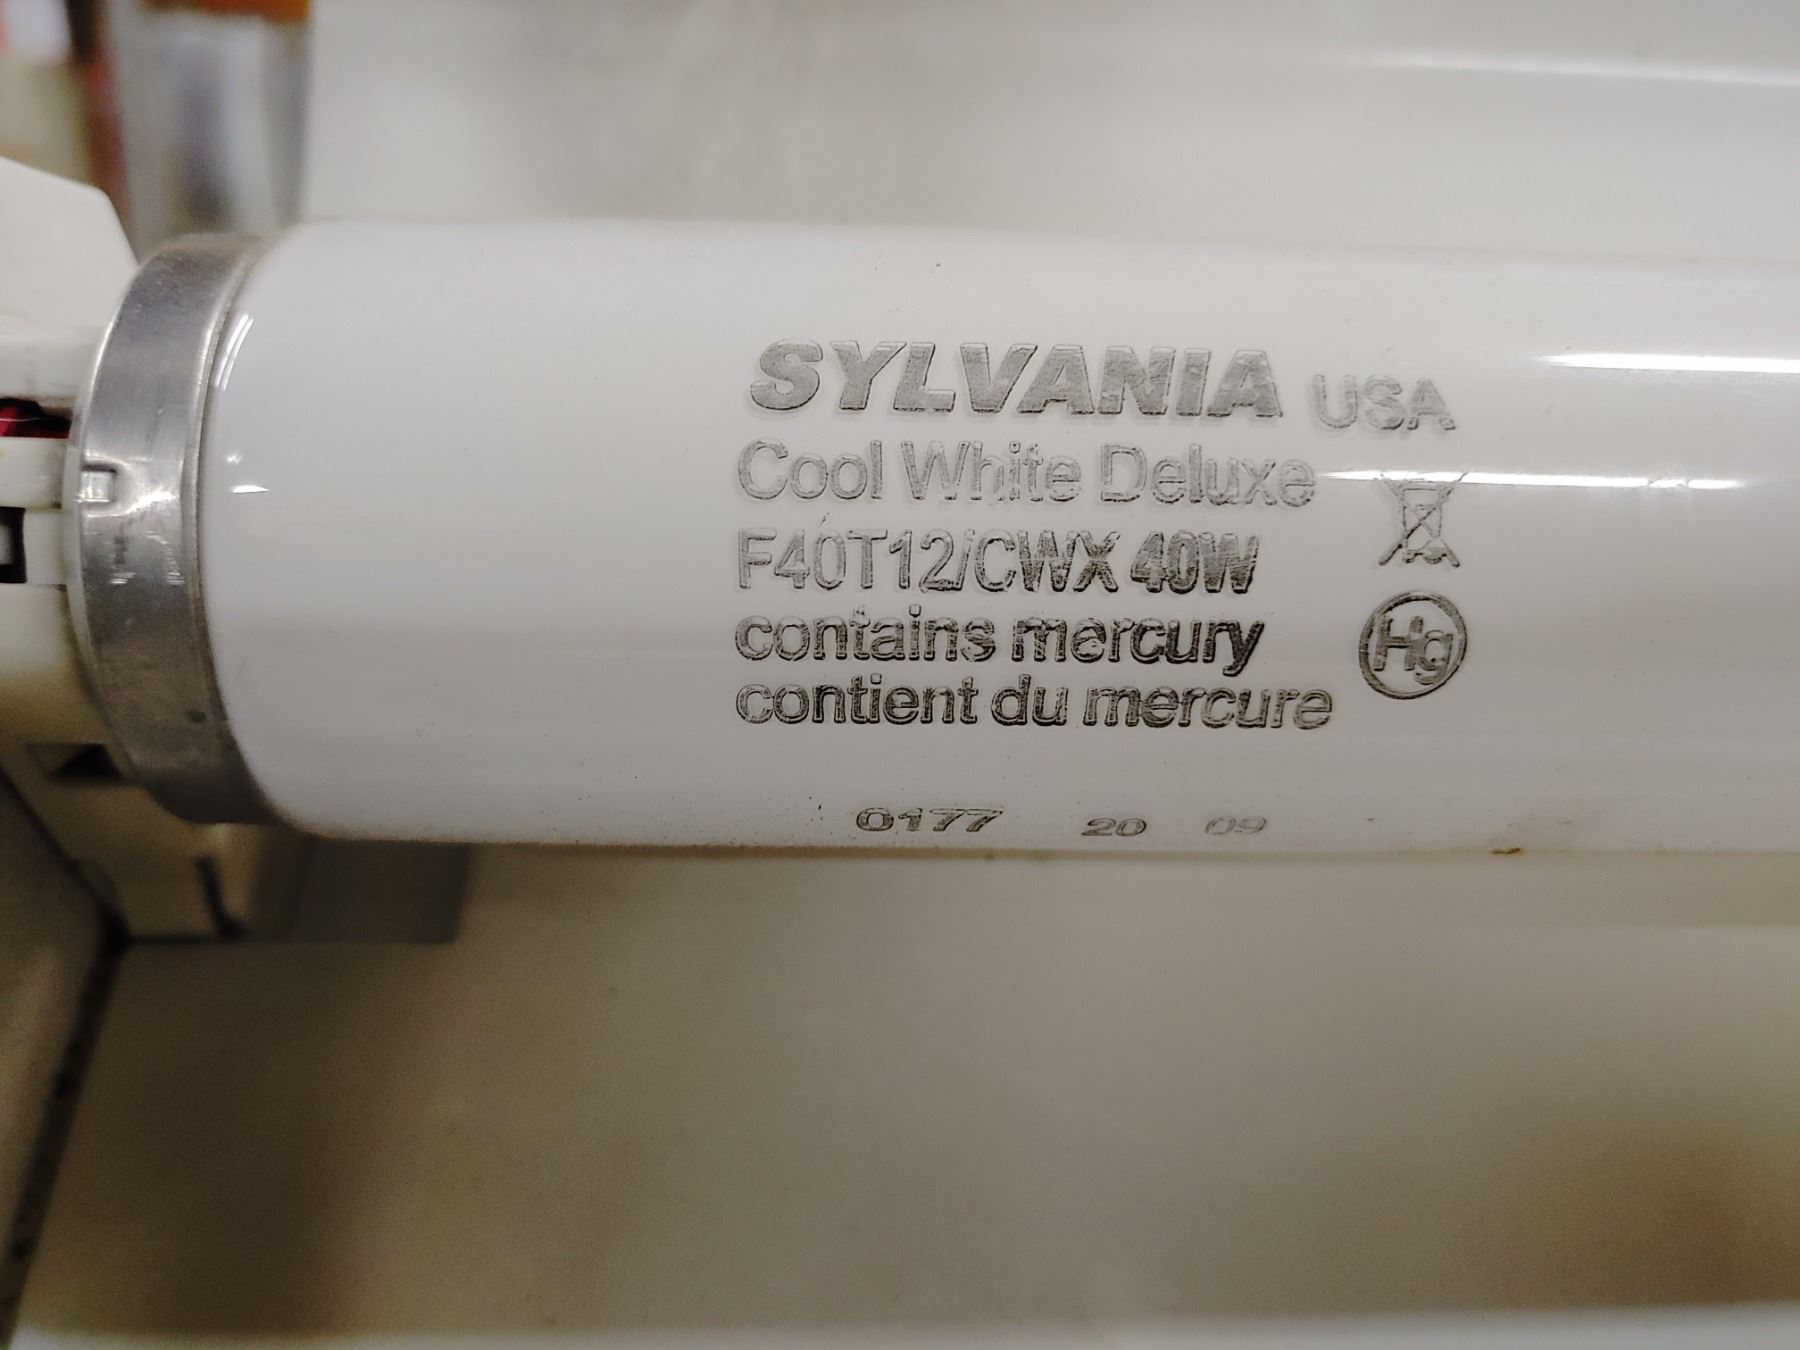 SYLVANIA USA
Cool White Deluxe
F40T12/CWX 40W
contains mercury
contient du mercure
Hg
0177 20 09